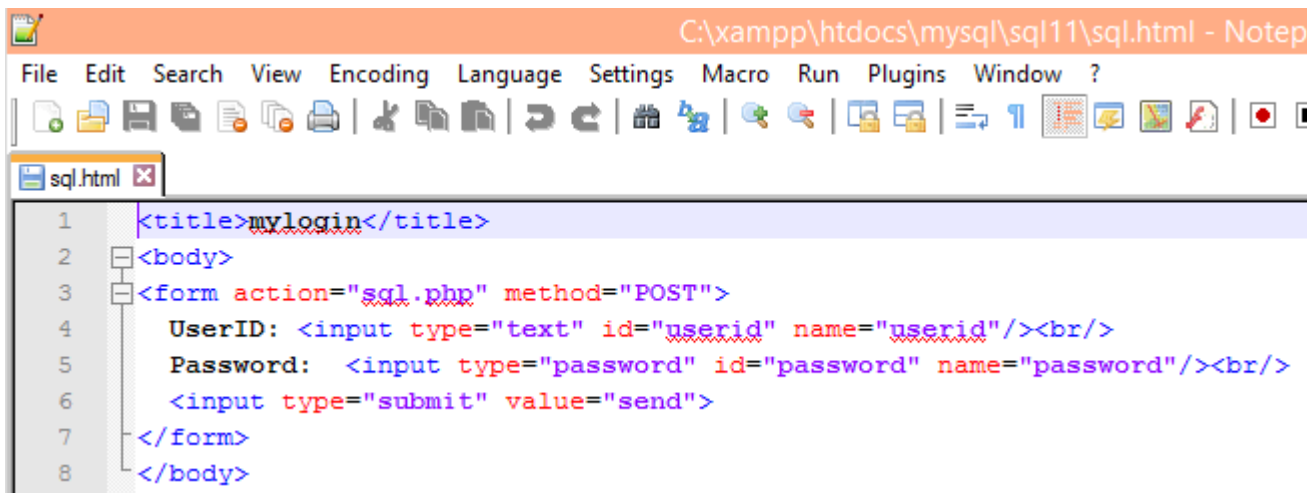 C:\xampp\htdocs\mysql\sql11\sql.html - Notep
File Edit Search View Encoding Language Settings Macro Run Plugins Window ?
sql.html
1 <title>mylogin</title>
2 <body>
3 <form action="sql.php" method="POST">
4 UserID: <input type="text" id="userid" name="userid"/><br/>
5 Password:  <input type="password" id="password" name="password"/><br/>
6 <input type="submit" value="send">
7 </form>
8 </body>